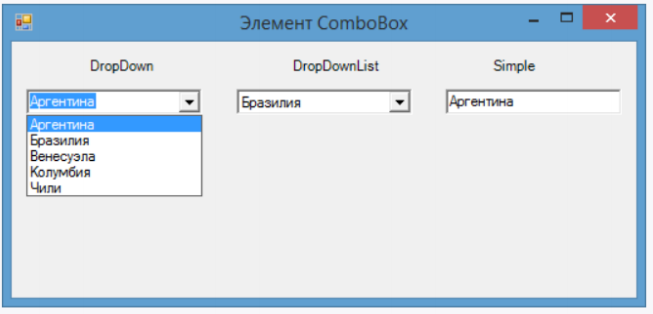 Элемент ComboBox
DropDown DropDownList Simple
Аргентина Бразилия Аргентина
Аргентина
Бразилия
Венесуэла
Колумбия
Чили